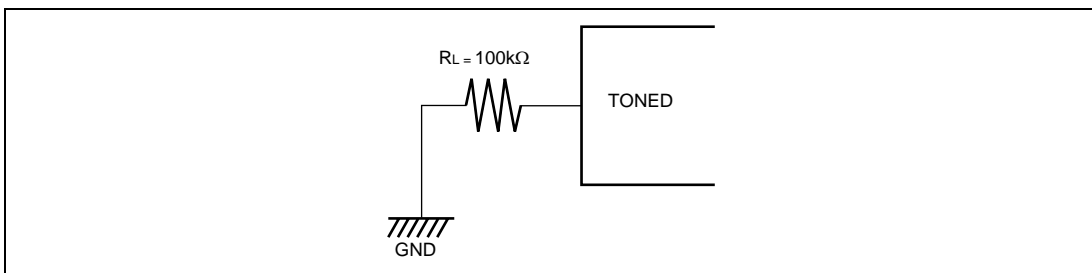 RL = 100kΩ
TONED
GND